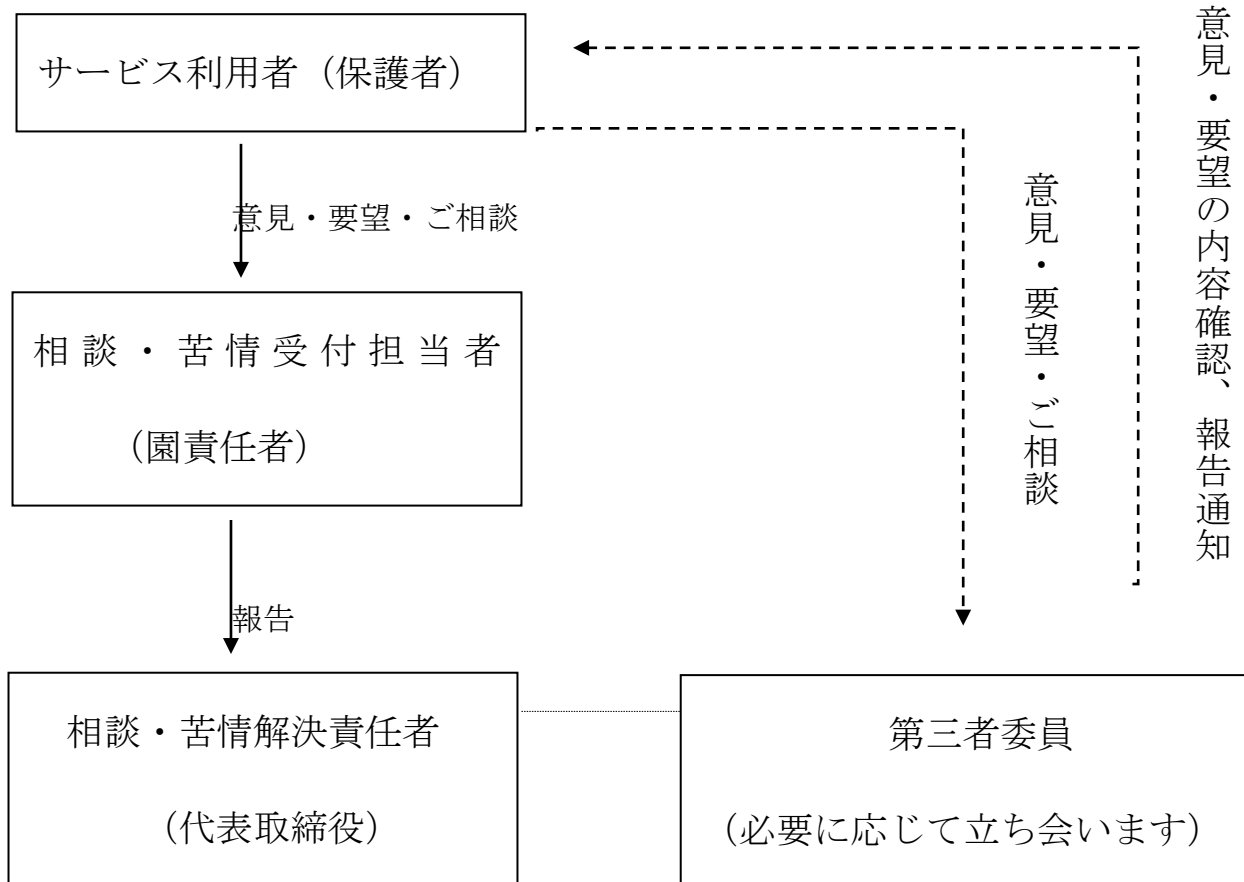 サービス利用者（保護者）
意見・要望・ご相談
相談・苦情受付担当者
（園責任者）
報告
相談・苦情解決責任者
（代表取締役）
意見・要望・ご相談
意見・要望の内容確認、報告通知
第三者委員
（必要に応じて立ち会います）